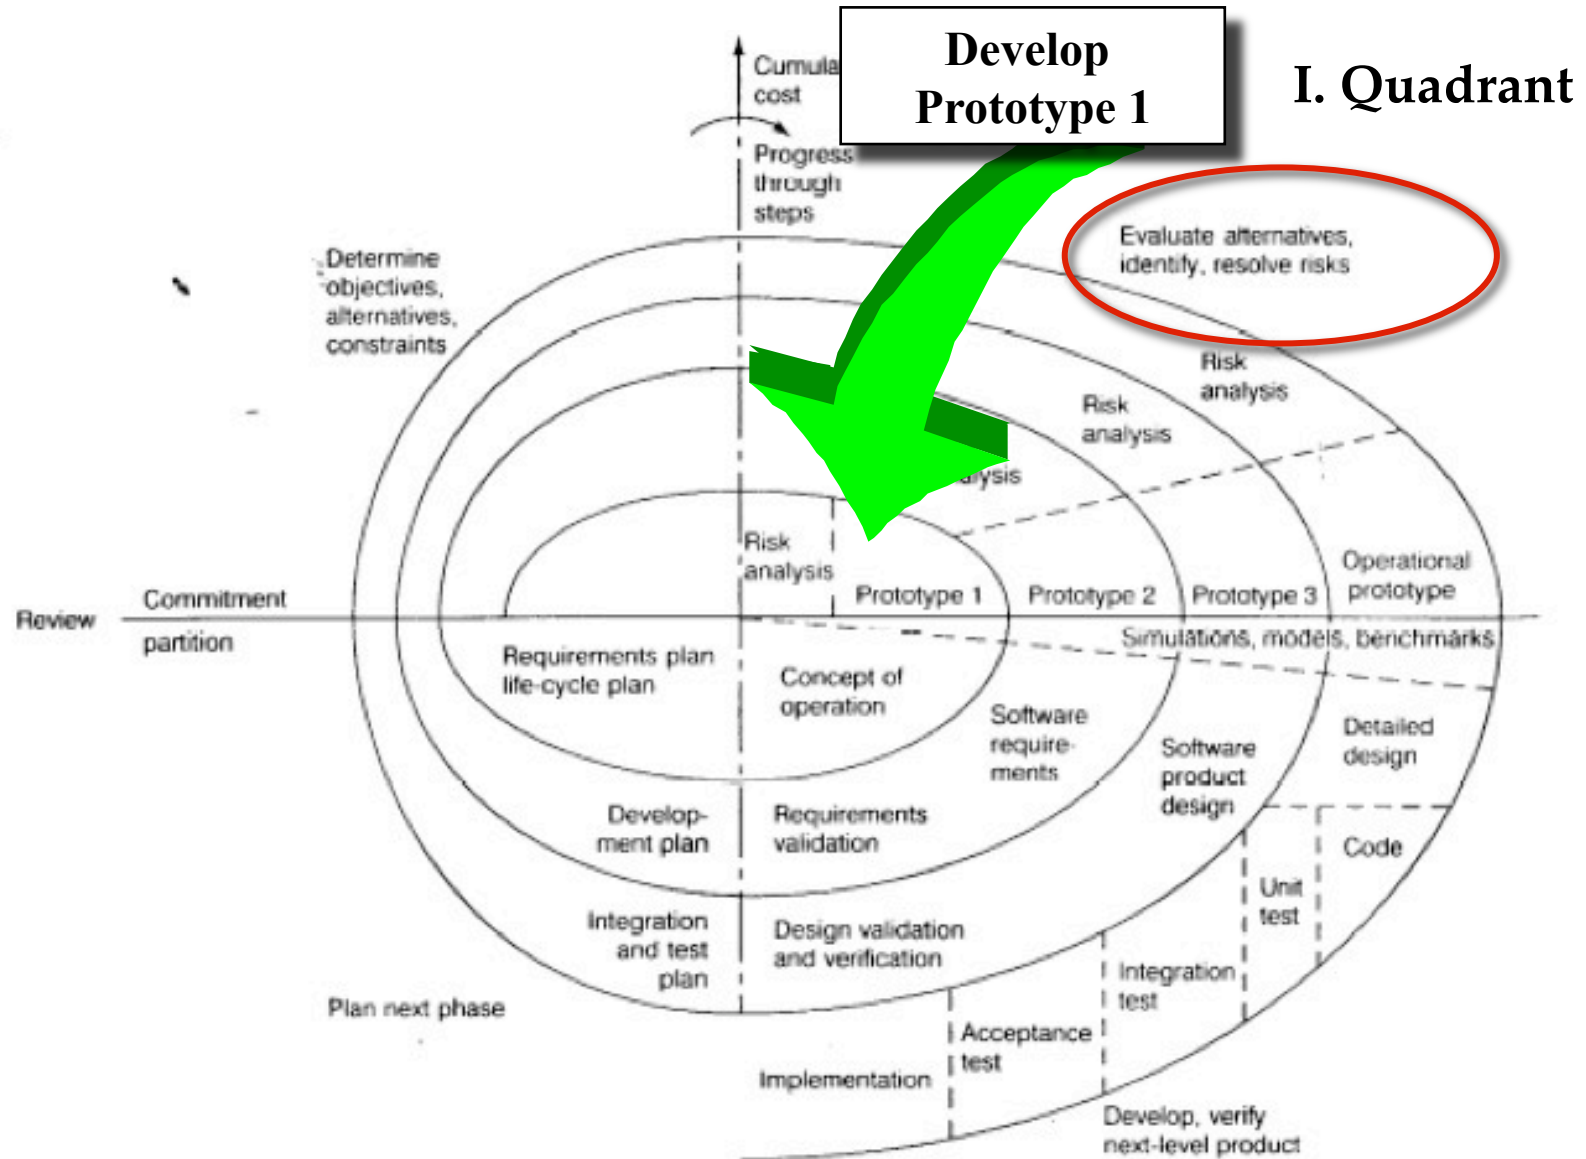 Develop
Prototype 1
I. Quadrant
cost
Progress
through
steps
Evaluate alternatives,
identify, resolve risks
Determine
objectives,
alternatives,
constraints
Risk
analysis
Risk
analysis
Risk
analysis
Operational
prototype
Prototype 1
Prototype 2
Prototype 3
Review
Commitment
partition
Simulations, models, benchmarks
Requirements plan
life-cycle plan
Concept of
operation
Software
require-
ments
Software
product
design
Detailed
design
Develop-
ment plan
Requirements
validation
Code
Unit
test
Integration
and test
plan
Design validation
and verification
Integration
test
Plan next phase
Acceptance
test
Implementation
Develop, verify
next-level product